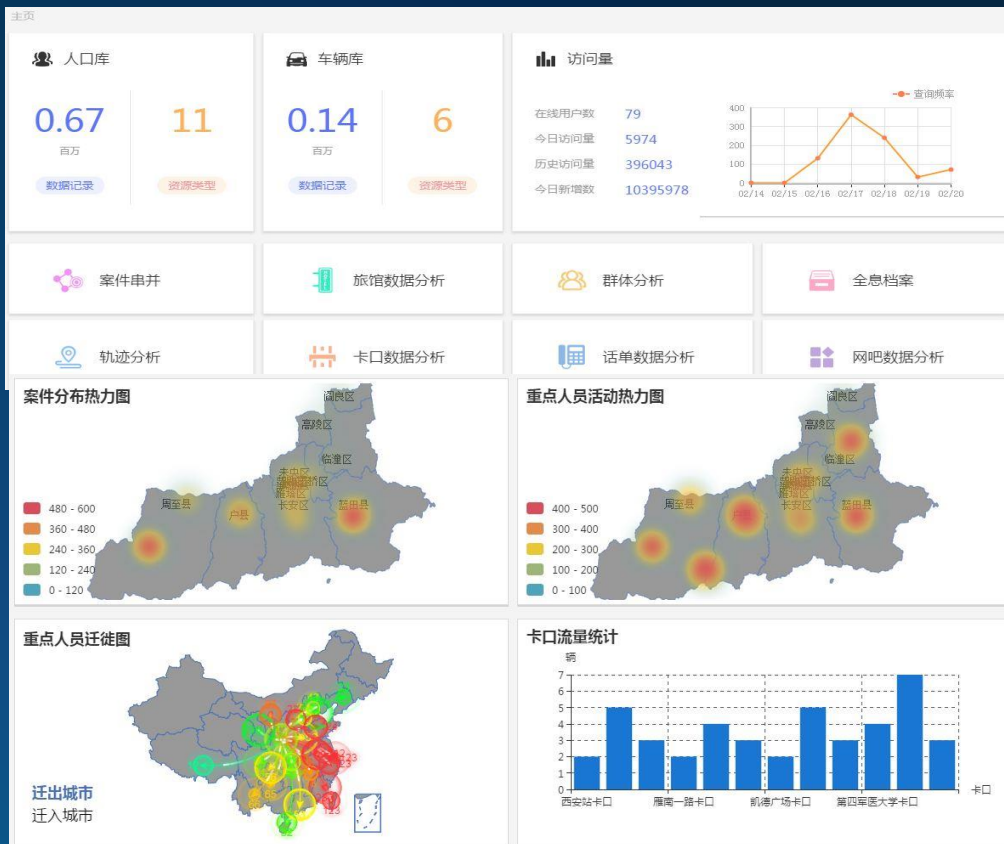 主页
人口库
0.67
11
百万
数据记录
资源类型
车辆库
0.14
6
百万
数据记录
资源类型
访问量
在线用户数 79
今日访问量 5974
历史访问量 396043
今日新增数 10395978
查询频率
400
300
200
100
0
02/14 02/15 02/16 02/17 02/18 02/19 02/20
案件串并
旅馆数据分析
群体分析
全息档案
轨迹分析
卡口数据分析
话单数据分析
网吧数据分析
案件分布热力图
阎良区
高陵区
临潼区
未央区
周至县
户县
长安区
蓝田县
480 - 600
360 - 480
240 - 360
120 - 240
0 - 120
重点人员活动热力图
阎良区
高陵区
临潼区
未央区
周至县
长安区
蓝田县
400 - 500
300 - 400
200 - 300
100 - 200
0 - 100
重点人员迁徙图
迁出城市
迁入城市
卡口流量统计
辆
7
6
5
4
3
2
1
0
西安站卡口 雁南一路卡口 凯德广场卡口 第四军医大学卡口
卡口